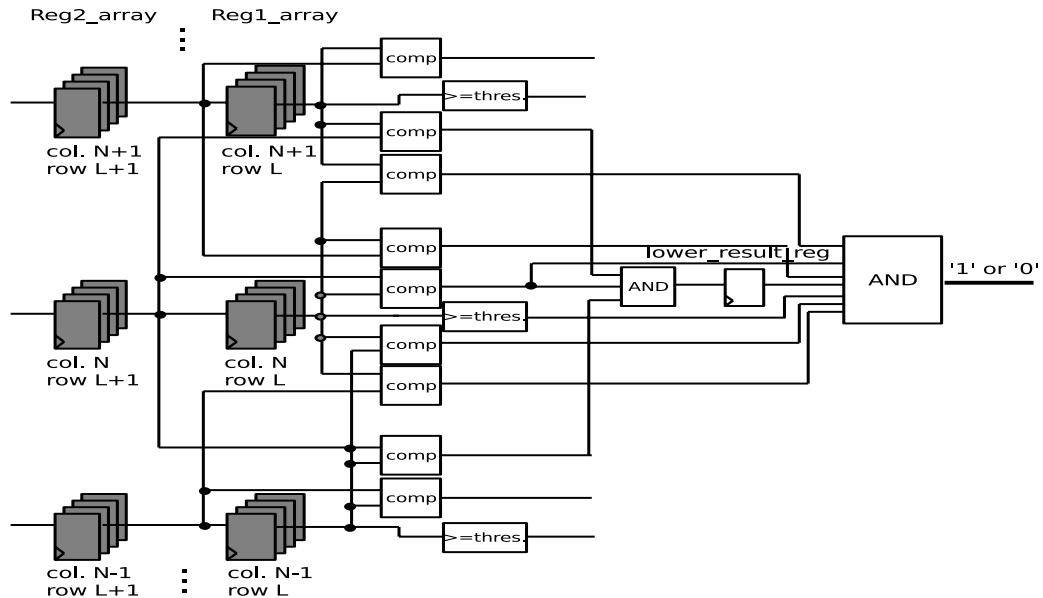 Reg2_array
Reg1_array
comp
>=thres.
comp
col. N+1
row L+1
col. N+1
row L
comp
comp
lower_result_reg
comp
AND
AND
'1' or '0'
>=thres.
comp
col. N
row L+1
col. N
row L
comp
comp
comp
>=thres.
col. N-1
row L+1
col. N-1
row L